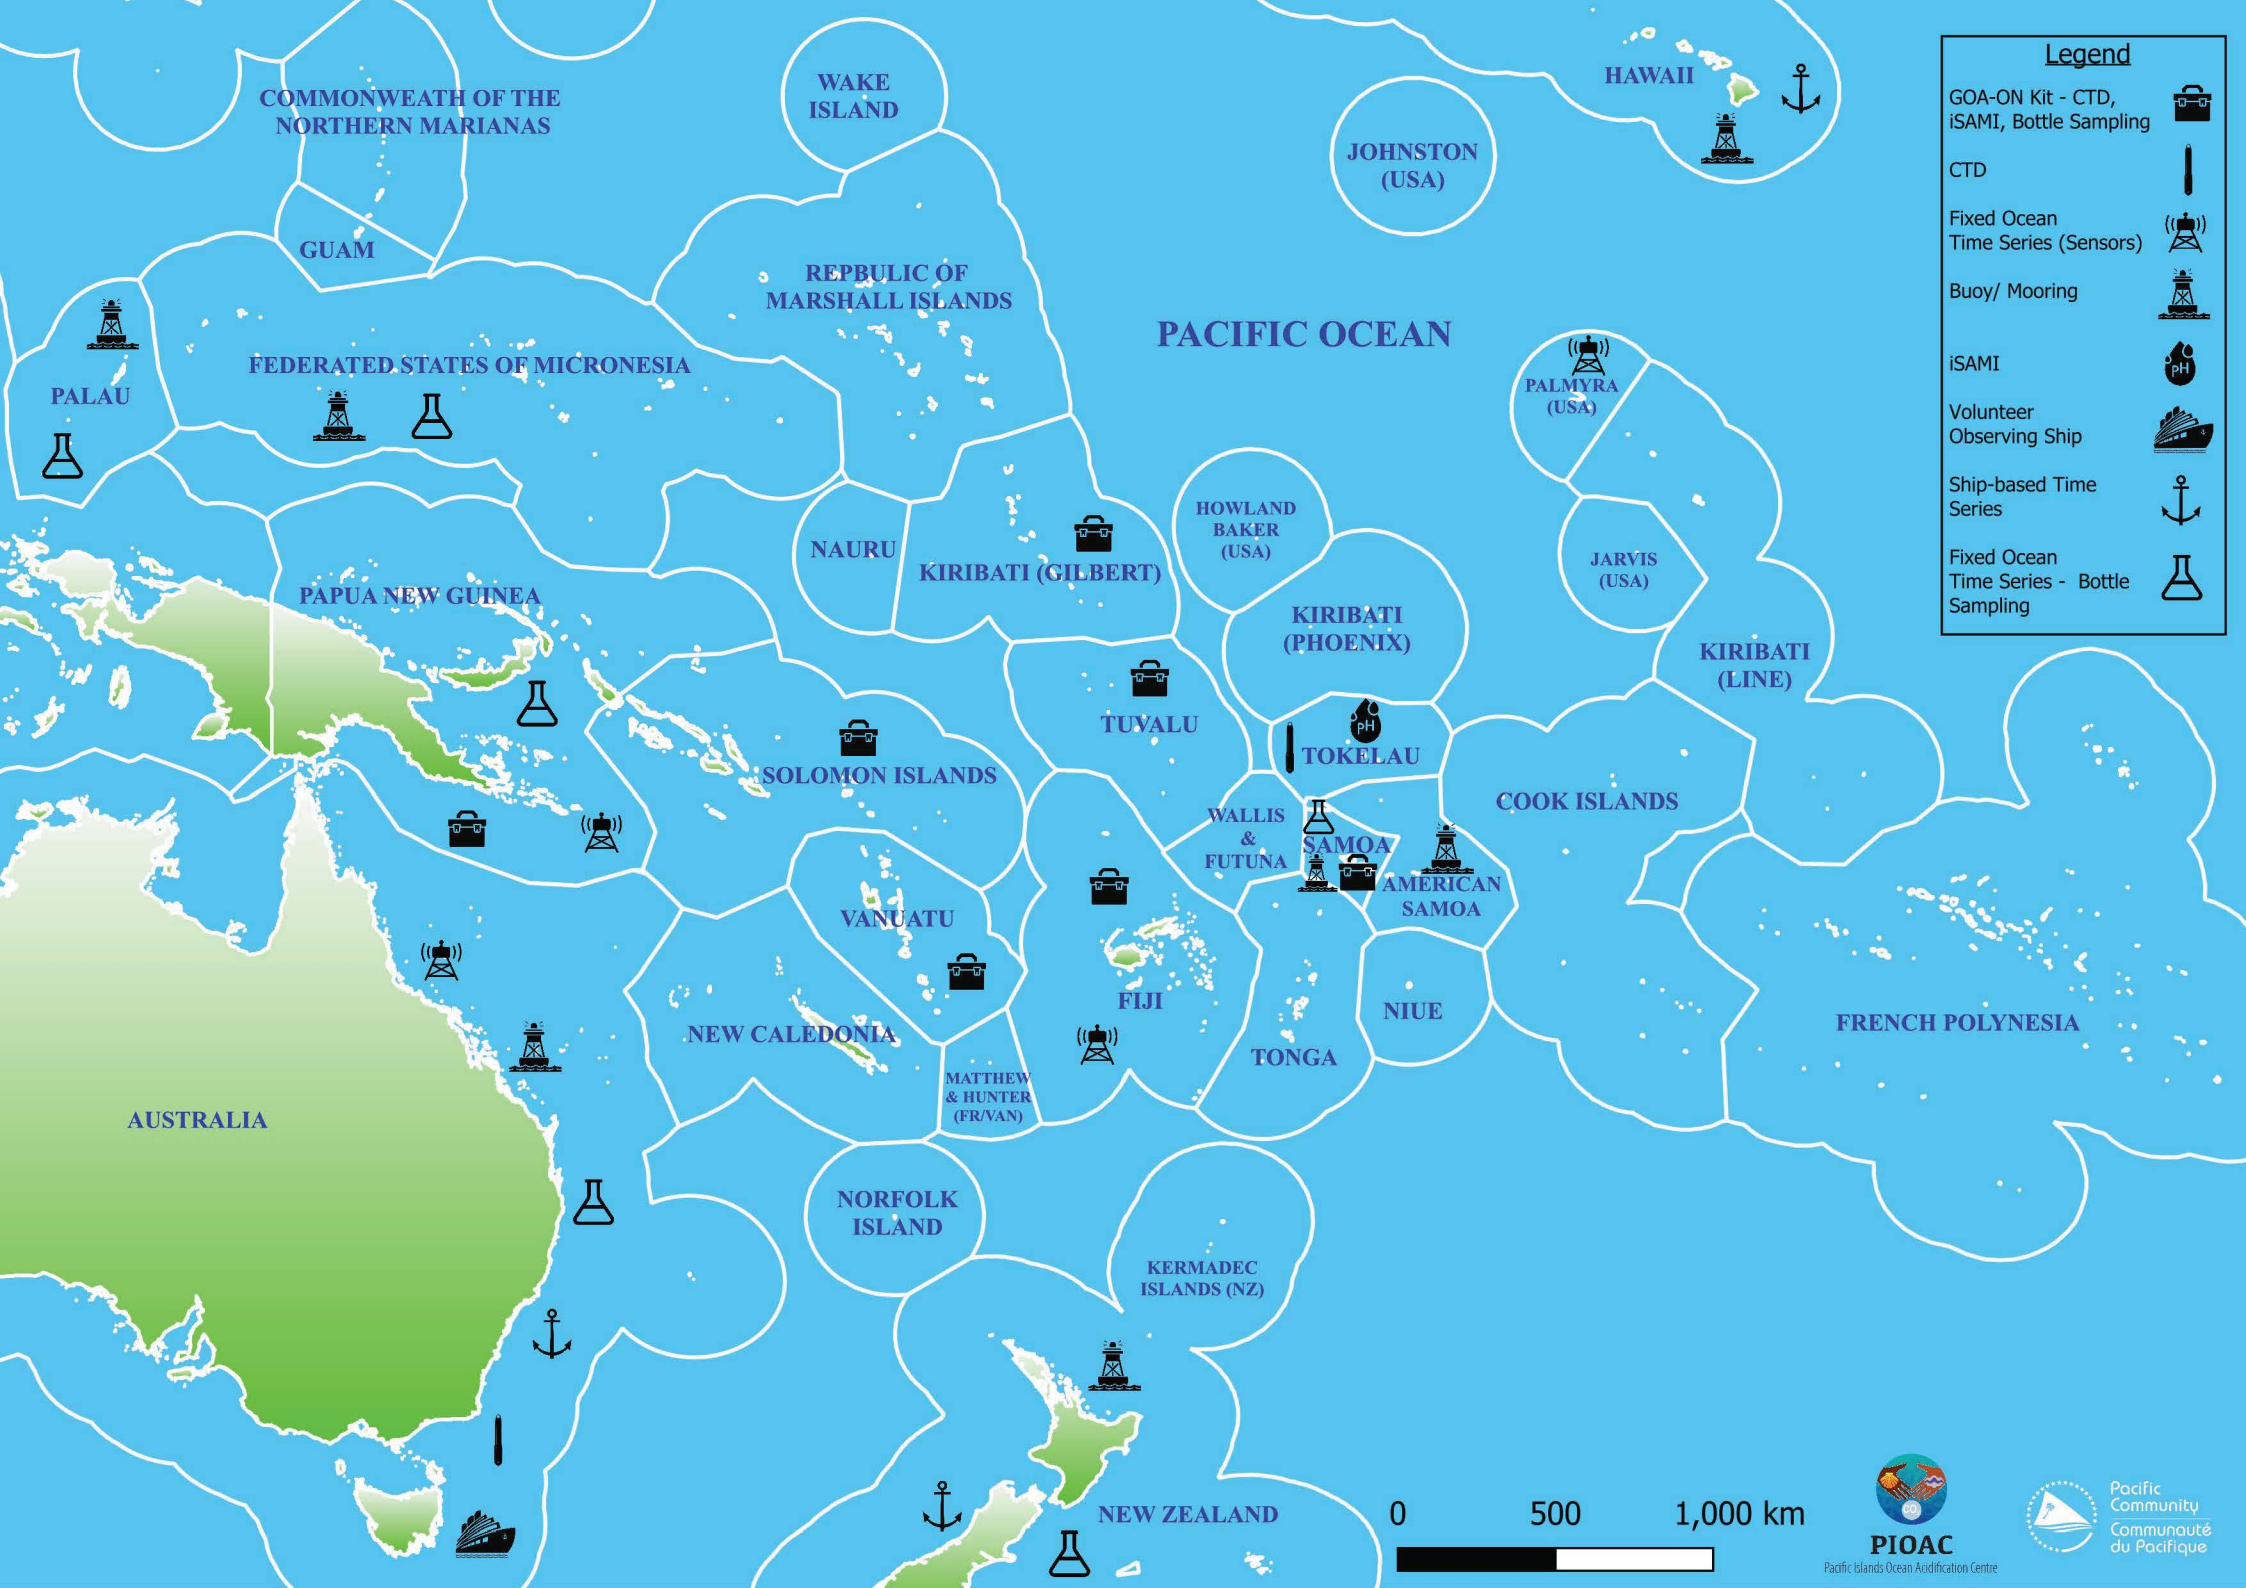 COMMONWEATH OF THE
NORTHERN MARIANAS
GUAM
WAKE
ISLAND
JOHNSTON
(USA)
HAWAII
REPBULIC OF
MARSHALL ISLANDS
PACIFIC OCEAN
PALAU
FEDERATED STATES OF MICRONESIA
PALMYRA
(USA)
HOWLAND
BAKER
(USA)
NAURU
KIRIBATI (GILBERT)
JARVIS
(USA)
PAPUA NEW GUINEA
KIRIBATI
(PHOENIX)
KIRIBATI
(LINE)
TUVALU
TOKELAU
SOLOMON ISLANDS
WALLIS
&
FUTUNA
SAMOA
AMERICAN
SAMOA
COOK ISLANDS
VANUATU
FIJI
NIUE
NEW CALEDONIA
TONGA
FRENCH POLYNESIA
MATTHEW
& HUNTER
(FR/VAN)
AUSTRALIA
NORFOLK
ISLAND
KERMADEC
ISLANDS (NZ)
NEW ZEALAND
Legend
GOA-ON Kit - CTD,
iSAMI, Bottle Sampling
CTD
Fixed Ocean
Time Series (Sensors)
Buoy/ Mooring
iSAMI
pH
Volunteer
Observing Ship
Ship-based Time
Series
Fixed Ocean
Time Series - Bottle
Sampling
pH
0 500 1,000 km
PIOAC
Pacific Islands Ocean Acidification Centre
Pacific
Community
Communauté
du Pacifique